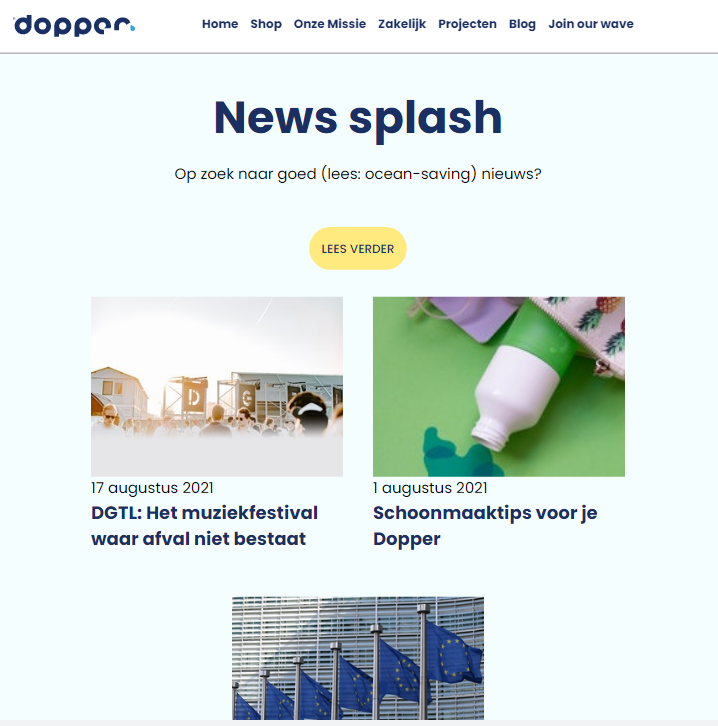 dopper
Home Shop Onze Missie Zakelijk Projecten Blog Join our wave
News splash
Op zoek naar goed (lees: ocean-saving) nieuws?
LEES VERDER
D G
17 augustus 2021
DGTL: Het muziekfestival
waar afval niet bestaat
1 augustus 2021
Schoonmaaktips voor je
Dopper